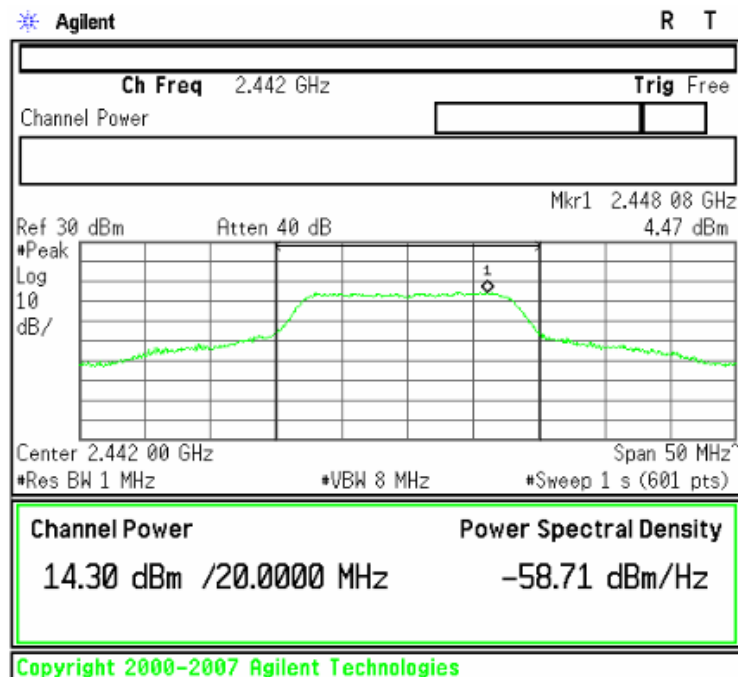 Agilent R T
Ch Freq 2.442 GHz Trig Free
Channel Power
Mkr1 2.448 08 GHz
Ref 30 dBm Atten 40 dB 4.47 dBm
#Peak
Log
10
dB/
1
Center 2.442 00 GHz Span 50 MHz^
#Res BW 1 MHz #VBW 8 MHz #Sweep 1 s (601 pts)
Channel Power Power Spectral Density
14.30 dBm /20.0000 MHz -58.71 dBm/Hz
Copyright 2000-2007 Agilent Technologies